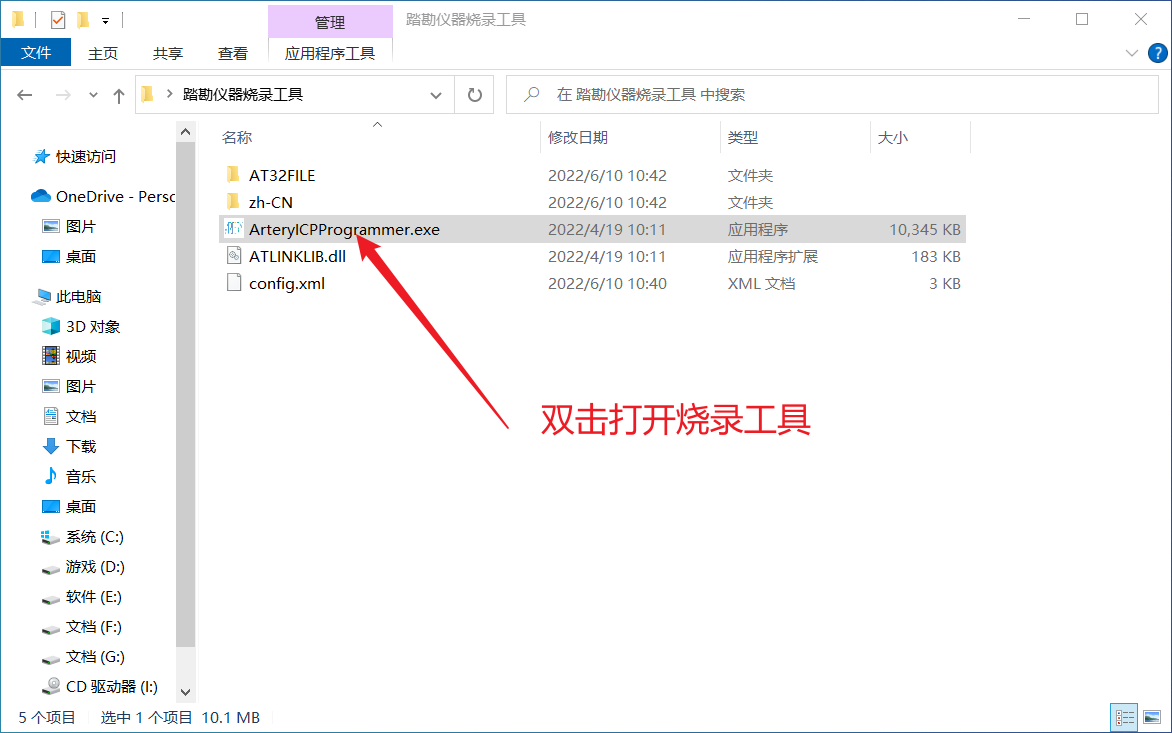 管理
踏勘仪器烧录工具
文件 主页 共享 查看 应用程序工具
踏勘仪器烧录工具
在 踏勘仪器烧录工具 中搜索
快速访问
OneDrive - Persc
图片
桌面
此电脑
3D 对象
视频
图片
文档
下载
音乐
桌面
系统 (C:)
游戏 (D:)
软件 (E:)
文档 (F:)
文档 (G:)
CD 驱动器 (I:)
名称 修改日期 类型 大小
AT32FILE 2022/6/10 10:42 文件夹
zh-CN 2022/6/10 10:42 文件夹
ArteryICPProgrammer.exe 2022/4/19 10:11 应用程序 10,345 KB
ATLINKLIB.dll 2022/4/19 10:11 应用程序扩展 183 KB
config.xml 2022/6/10 10:40 XML 文档 3 KB
双击打开烧录工具
5 个项目 选中 1 个项目 10.1 MB